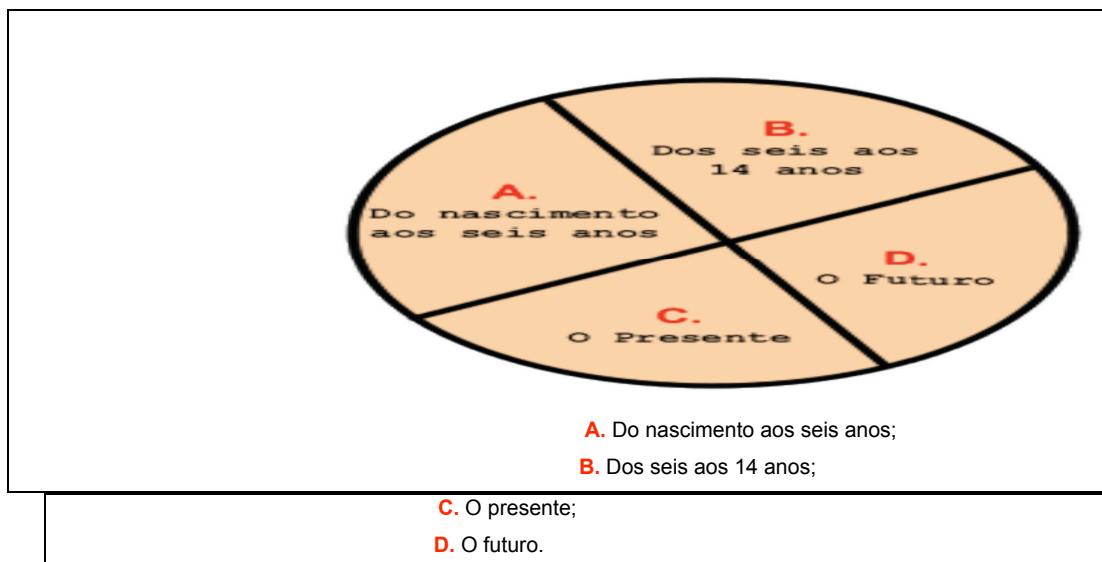 B.
Dos seis aos
14 anos
A.
Do nascimento
aos seis anos
D.
O Futuro
C.
O Presente
A. Do nascimento aos seis anos;
B. Dos seis aos 14 anos;
C. O presente;
D. O futuro.